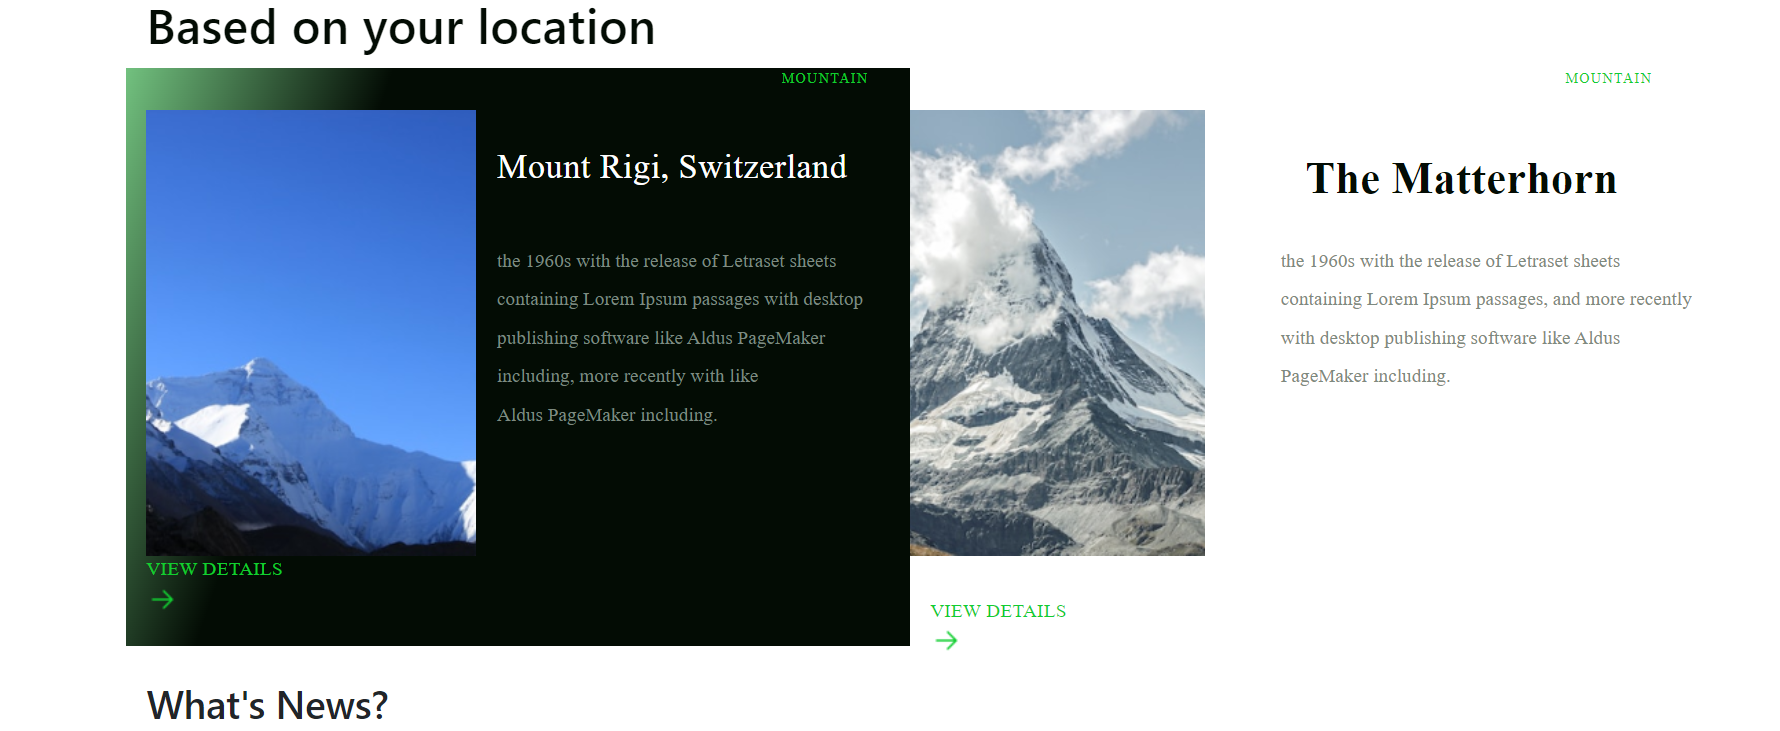 Based on your location
MOUNTAIN
Mount Rigi, Switzerland
the 1960s with the release of Letraset sheets
containing Lorem Ipsum passages with desktop
publishing software like Aldus PageMaker
including, more recently with like
Aldus PageMaker including.
VIEW DETAILS
MOUNTAIN
The Matterhorn
the 1960s with the release of Letraset sheets
containing Lorem Ipsum passages, and more recently
with desktop publishing software like Aldus
PageMaker including.
VIEW DETAILS
What's News?